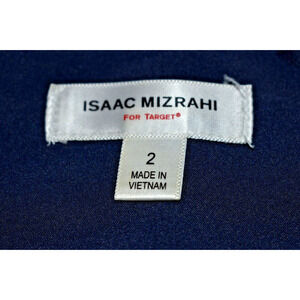 ISAAC MIZRAHI
FOR TARGET®
2
MADE IN
VIETNAM